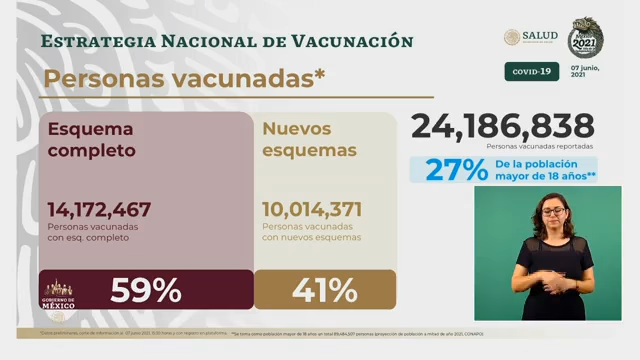 ESTRATEGIA NACIONAL DE VACUNACIÓN
SALUD
2021
Personas vacunadas*
COVID-19
07 junio,
2021
Esquema
completo
Nuevos
esquemas
24,186,838
Personas vacunadas reportadas
27% De la población
mayor de 18 años**
14,172,467
Personas vacunadas
con esq. completo
10,014,371
Personas vacunadas
con nuevos esquemas
59%
41%
GOBIERNO DE
MÉXICO